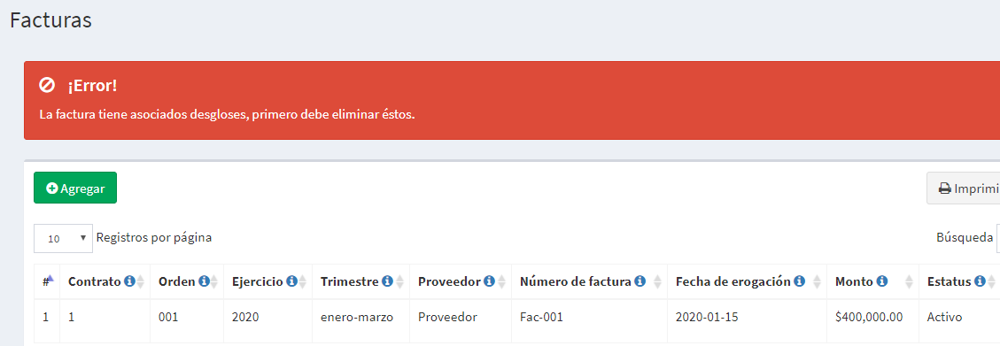 Facturas
¡Error!
La factura tiene asociados desgloses, primero debe eliminar éstos.
Agregar
Imprimi
10 Registros por página
Búsqueda
# Contrato Orden Ejercicio Trimestre Proveedor Número de factura Fecha de erogación Monto Estatus
1 1 001 2020 enero-marzo Proveedor Fac-001 2020-01-15 $400,000.00 Activo